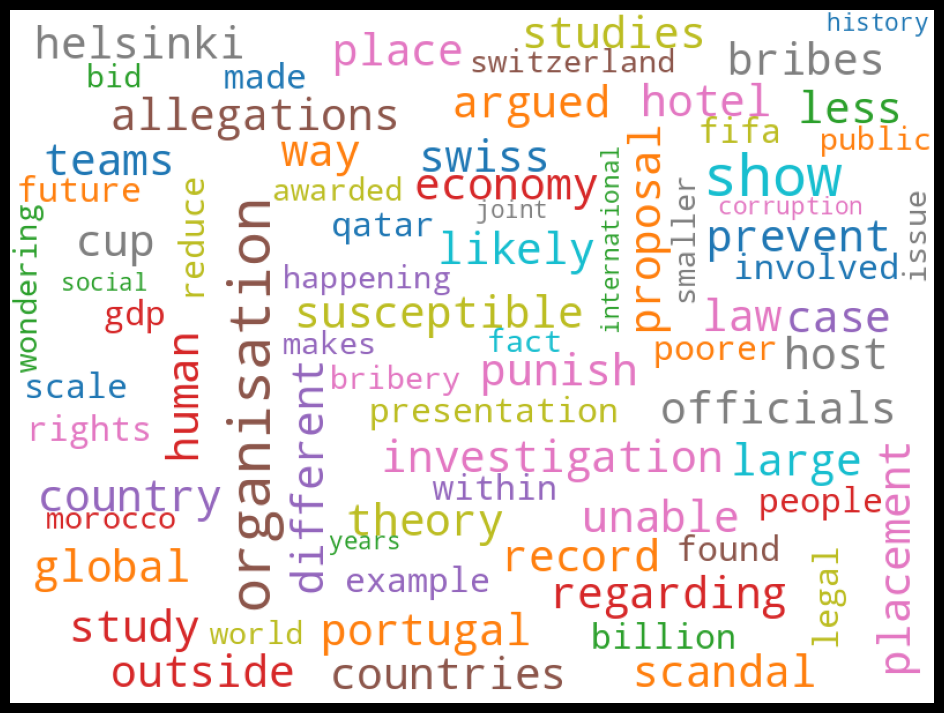 history
helsinki
place
studies
switzerland
bribes
bid
made
allegations
argued
hotel
less
fifa
public
teams
way
swiss
proposal
show
future
reduce
awarded
economy
international
smaller
corruption
issue
wondering
cup
organisation
qatar
joint
likely
prevent
involved
social
happening
gdp
susceptible
law
case
human
makes
fact
poorer
host
scale
different
bribery
punish
rights
presentation
officials
investigation
large
placement
country
within
people
morocco
theory
unable
years
global
record
found
legal
example
regarding
study
world
portugal
billion
outside
countries
scandal